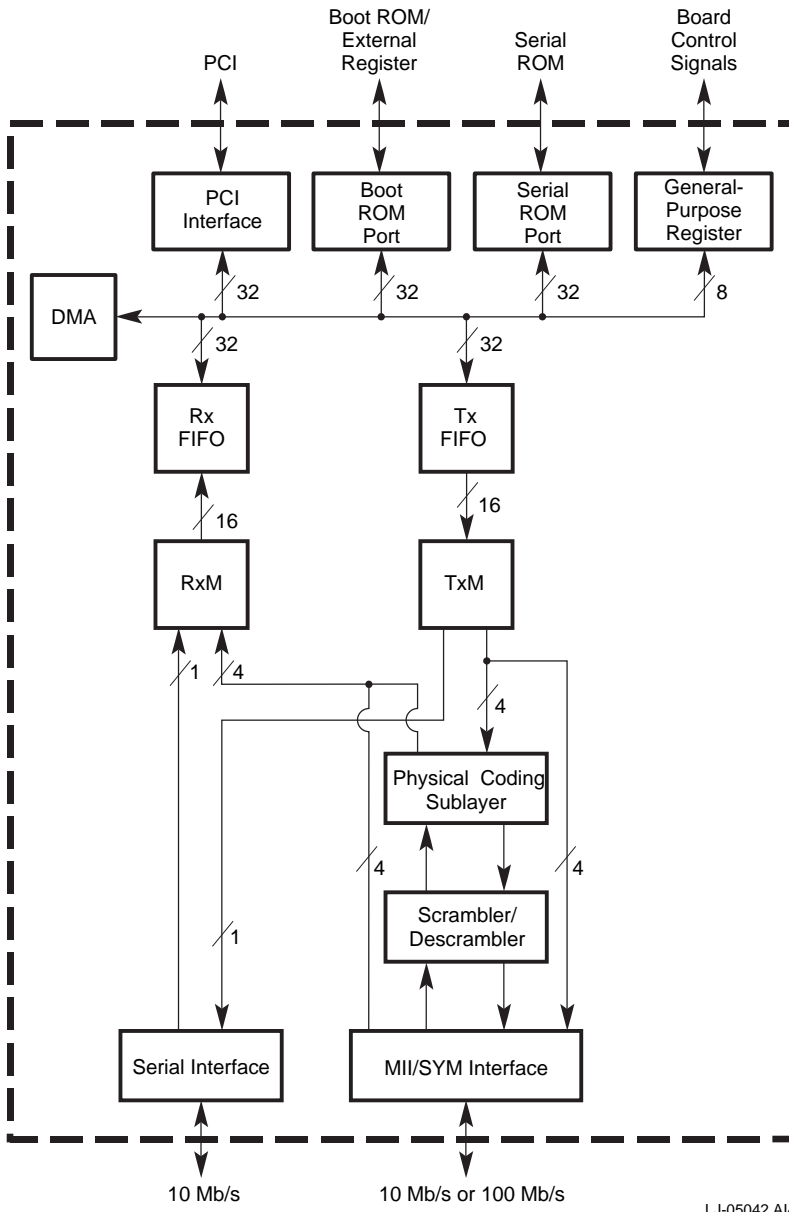 Boot ROM/
External
Register
PCI
Serial
ROM
Board
Control
Signals
PCI
Interface
Boot
ROM
Port
Serial
ROM
Port
General-
Purpose
Register
32
32
32
8
DMA
32
32
Rx
FIFO
Tx
FIFO
16
16
RxM
TxM
1
4
4
Physical Coding
Sublayer
4
4
Scrambler/
Descrambler
1
Serial Interface
MII/SYM Interface
10 Mb/s
10 Mb/s or 100 Mb/s